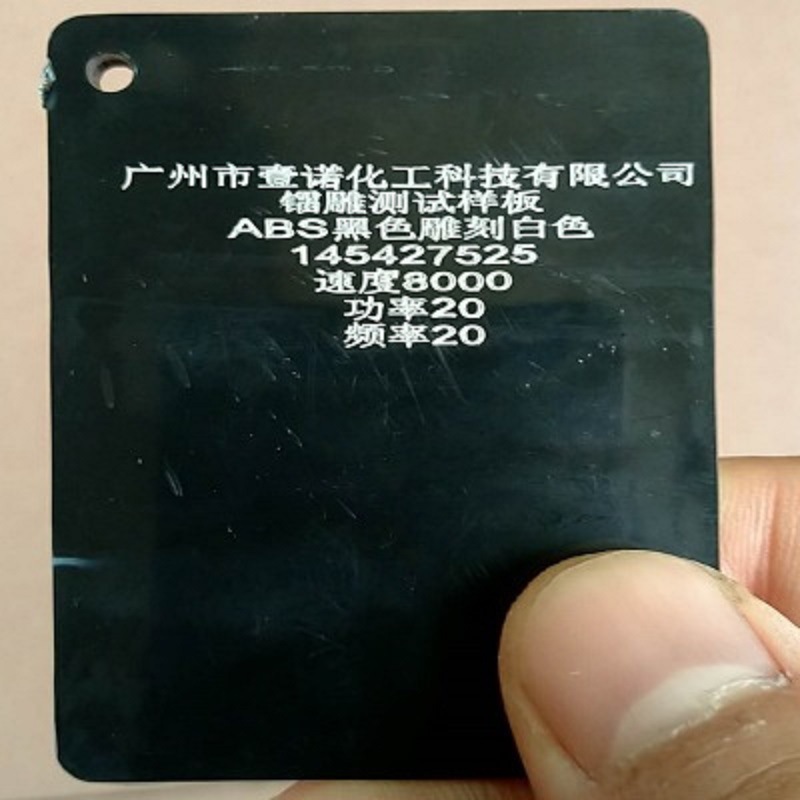 广州市壹诺化工科技有限公司
镭雕测试样板
ABS黑色雕刻白色
145427525
速度8000
功率20
频率20